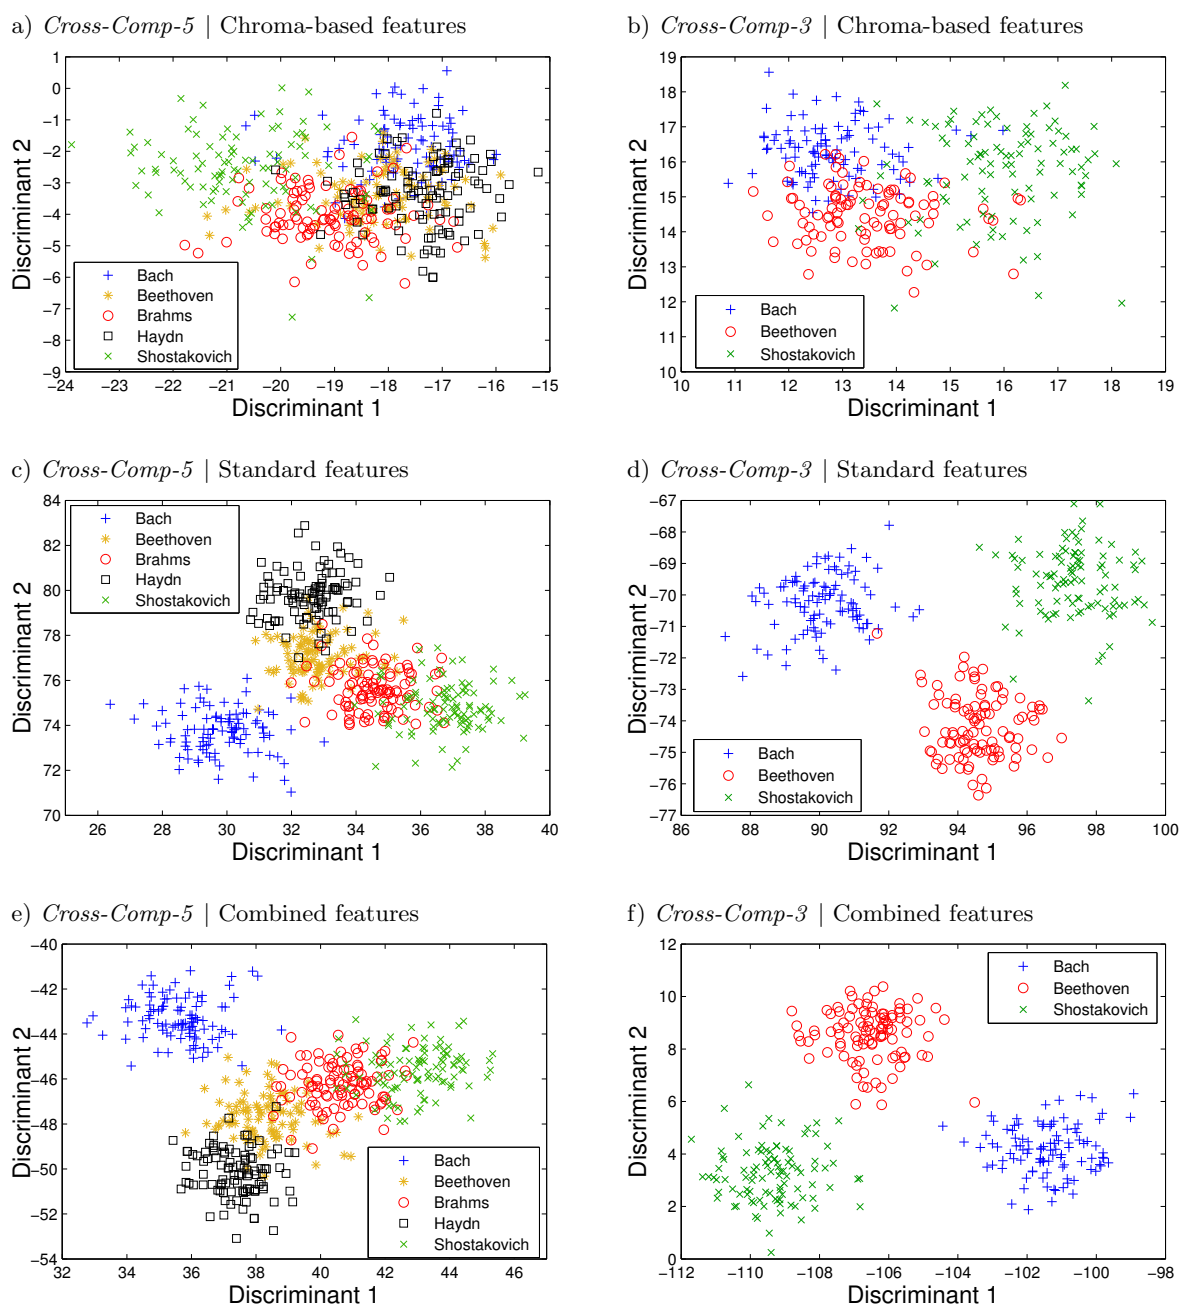 a) Cross-Comp-5 | Chroma-based features
1
0
−1
−2
−3
−4
−5
−6
−7
−8
−9
Discriminant 2
Bach
Beethoven
Brahms
Haydn
Shostakovich
−24 −23 −22 −21 −20 −19 −18 −17 −16 −15
Discriminant 1
b) Cross-Comp-3 | Chroma-based features
19
18
17
16
15
14
13
12
11
10
Discriminant 2
Bach
Beethoven
Shostakovich
10 11 12 13 14 15 16 17 18 19
Discriminant 1
c) Cross-Comp-5 | Standard features
84
82
80
78
76
74
72
70
Discriminant 2
Bach
Beethoven
Brahms
Haydn
Shostakovich
26 28 30 32 34 36 38 40
Discriminant 1
d) Cross-Comp-3 | Standard features
−67
−68
−69
−70
−71
−72
−73
−74
−75
−76
−77
Discriminant 2
Bach
Beethoven
Shostakovich
86 88 90 92 94 96 98 100
Discriminant 1
e) Cross-Comp-5 | Combined features
−40
−42
−44
−46
−48
−50
−52
−54
Discriminant 2
Bach
Beethoven
Brahms
Haydn
Shostakovich
32 34 36 38 40 42 44 46
Discriminant 1
f) Cross-Comp-3 | Combined features
12
10
8
6
4
2
0
Discriminant 2
Bach
Beethoven
Shostakovich
−112 −110 −108 −106 −104 −102 −100 −98
Discriminant 1